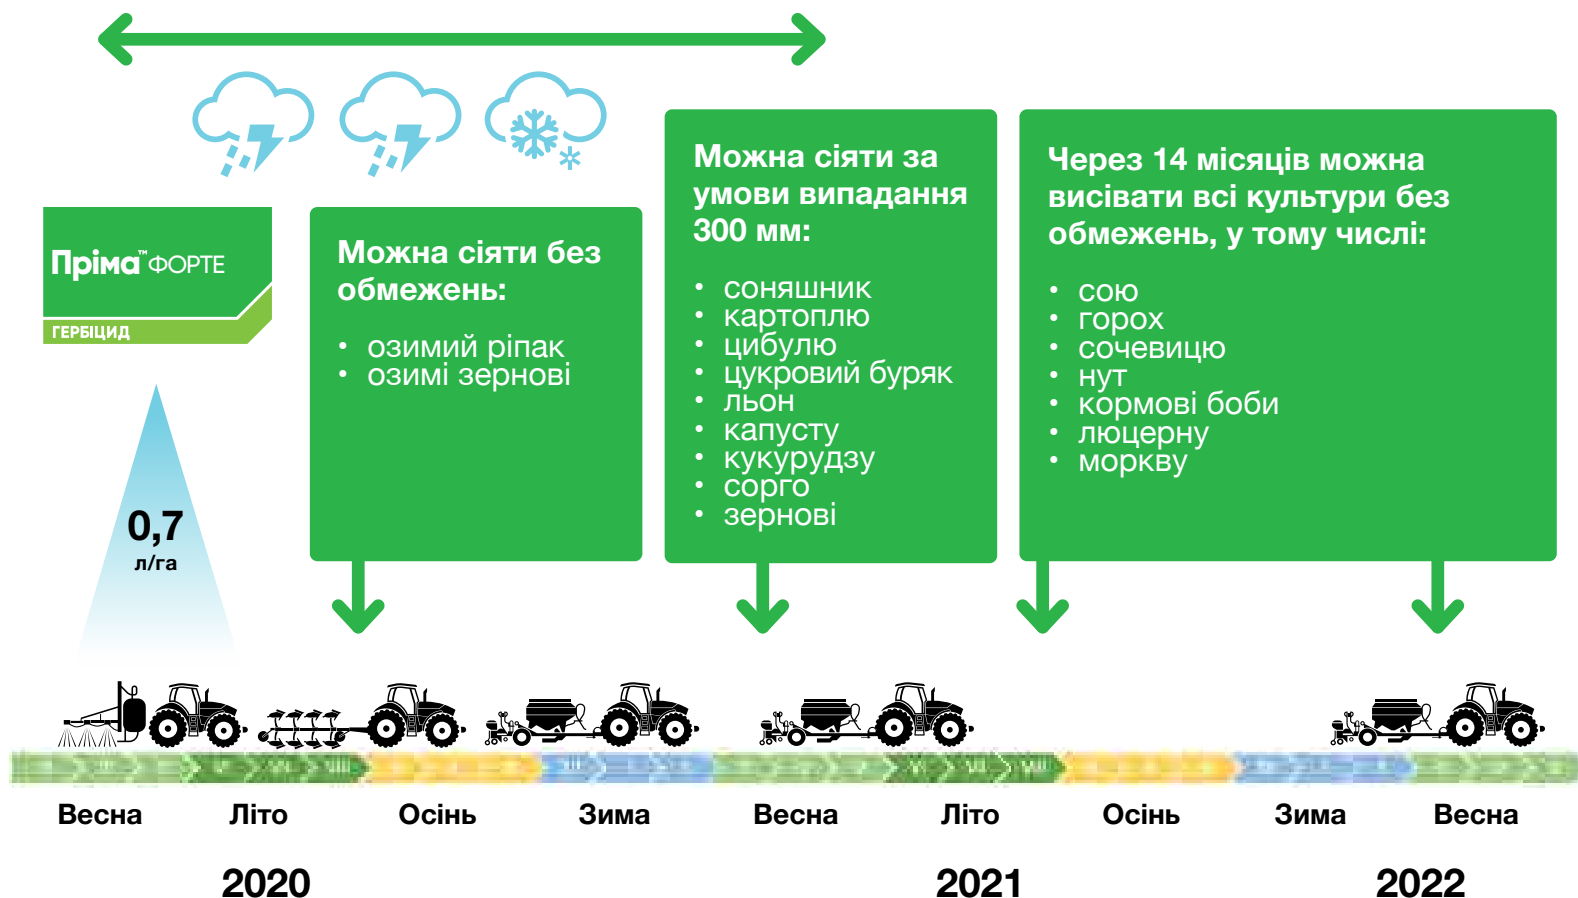 Пріма™ ФОРТЕ
ГЕРБІЦИД
0,7
л/га
Можна сіяти без
обмежень:
• озимий ріпак
• озимі зернові
Можна сіяти за
умови випадання
300 мм:
• соняшник
• картоплю
• цибулю
• цукровий буряк
• льон
• капусту
• кукурудзу
• сорго
• зернові
Через 14 місяців можна
висівати всі культури без
обмежень, у тому числі:
• сою
• горох
• сочевицю
• нут
• кормові боби
• люцерну
• моркву
Весна Літо Осінь Зима Весна Літо Осінь Зима Весна
2020 2021 2022